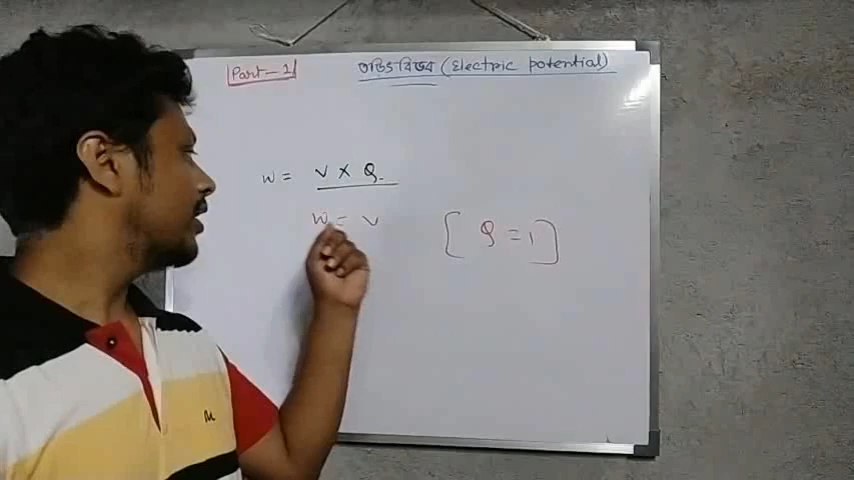 Part-1 তড়িৎ-বিভব (Electric potential)
W = V × Q
W = V [ Q = 1 ]